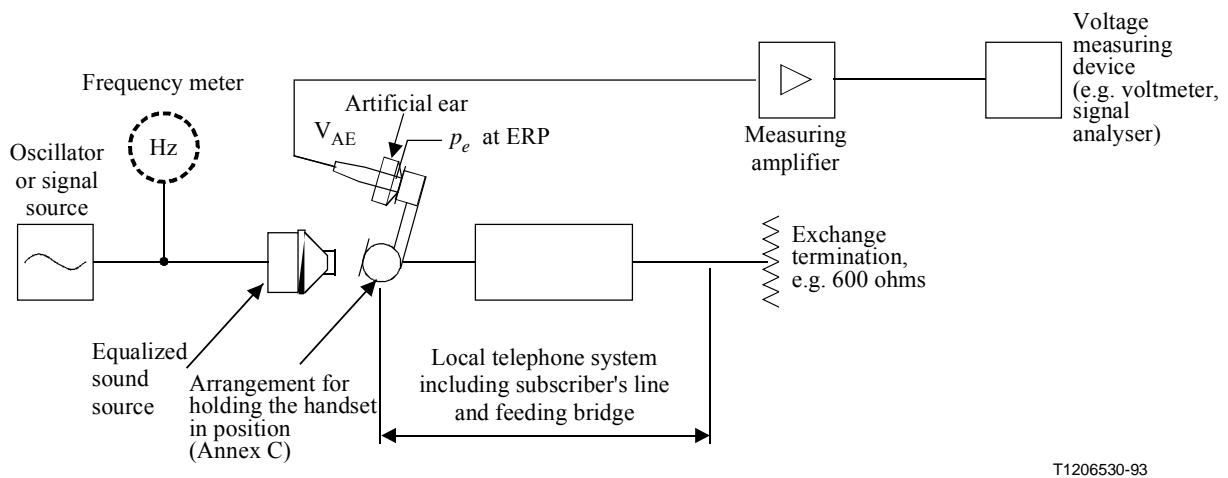 Voltage
measuring
device
(e.g. voltmeter,
signal
analyser)
Measuring
amplifier
Frequency meter
Hz
Artificial ear
V_AE
p_e at ERP
Oscillator
or signal
source
Exchange
termination,
e.g. 600 ohms
Equalized
sound
source
Arrangement for
holding the handset
in position
(Annex C)
Local telephone system
including subscriber's line
and feeding bridge
T1206530-93